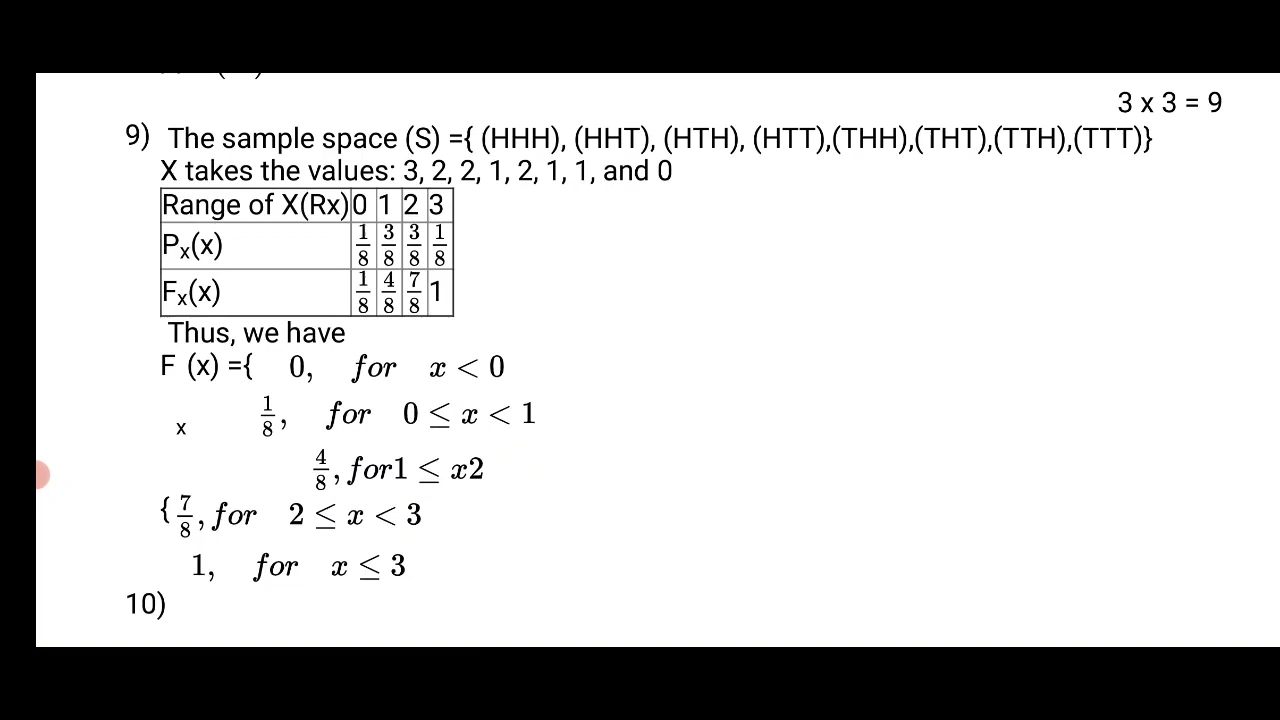 3 x 3 = 9
9) The sample space (S) ={ (HHH), (HHT), (HTH), (HTT),(THH),(THT),(TTH),(TTT)}
X takes the values: 3, 2, 2, 1, 2, 1, 1, and 0
Range of X(Rx) 0 1 2 3
Px(x) 1/8 3/8 3/8 1/8
Fx(x) 1/8 4/8 7/8 1
Thus, we have
F (x) ={ 0, for x < 0
x 1/8, for 0 ≤ x < 1
4/8, for1 ≤ x2
{ 7/8, for 2 ≤ x < 3
1, for x ≤ 3
10)